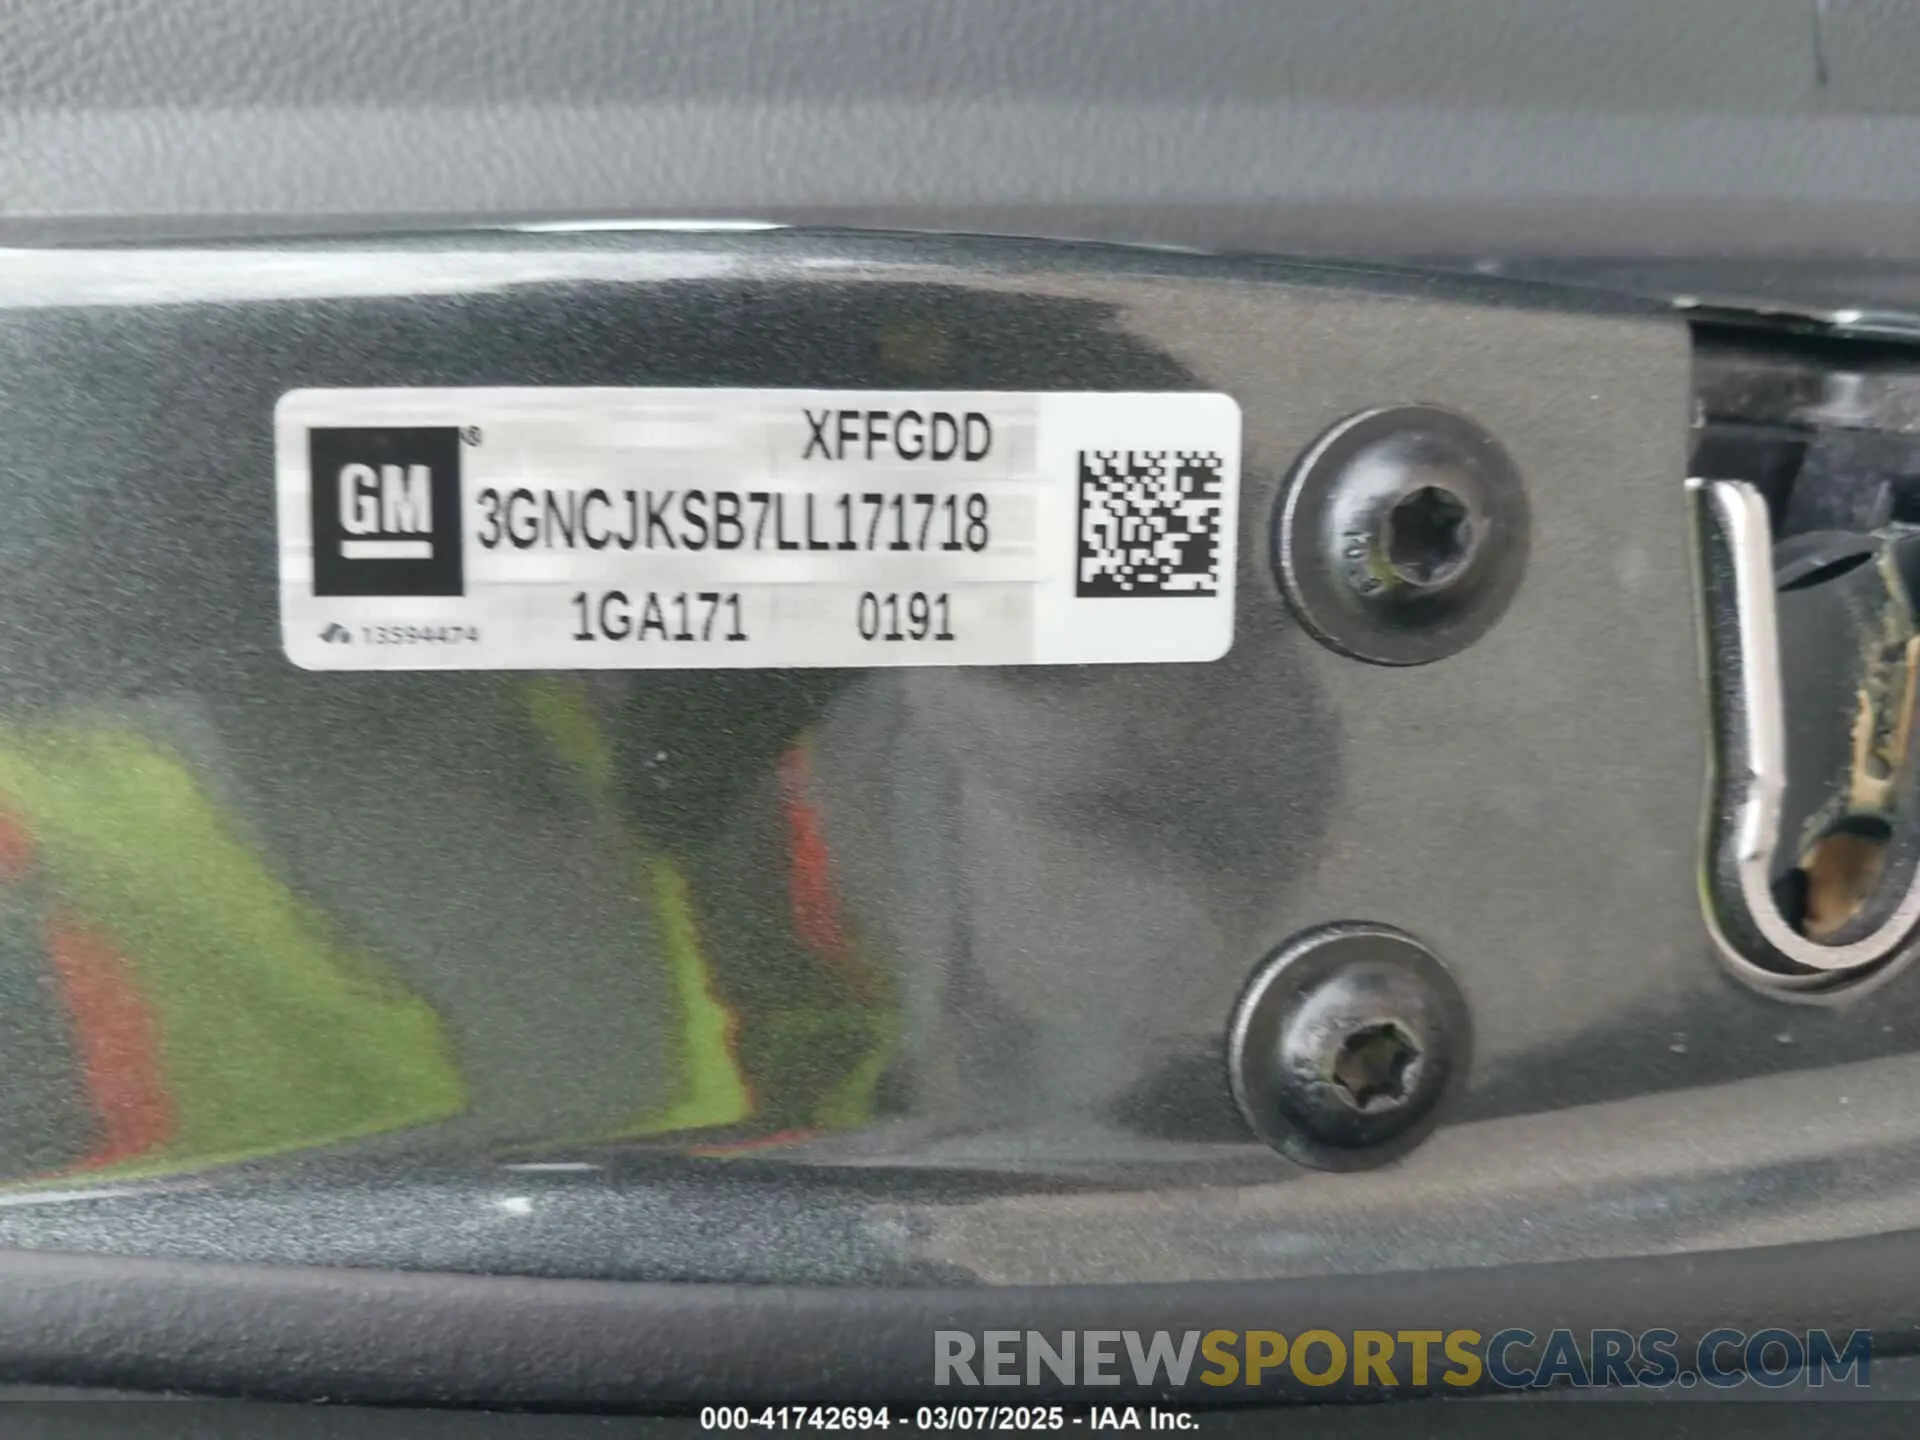 XFFGDD
GM ®
3GNCJKSB7LL171718
13594474 1GA171 0191
RENEWSPORTSCARS.COM
000-41742694 - 03/07/2025 - IAA Inc.